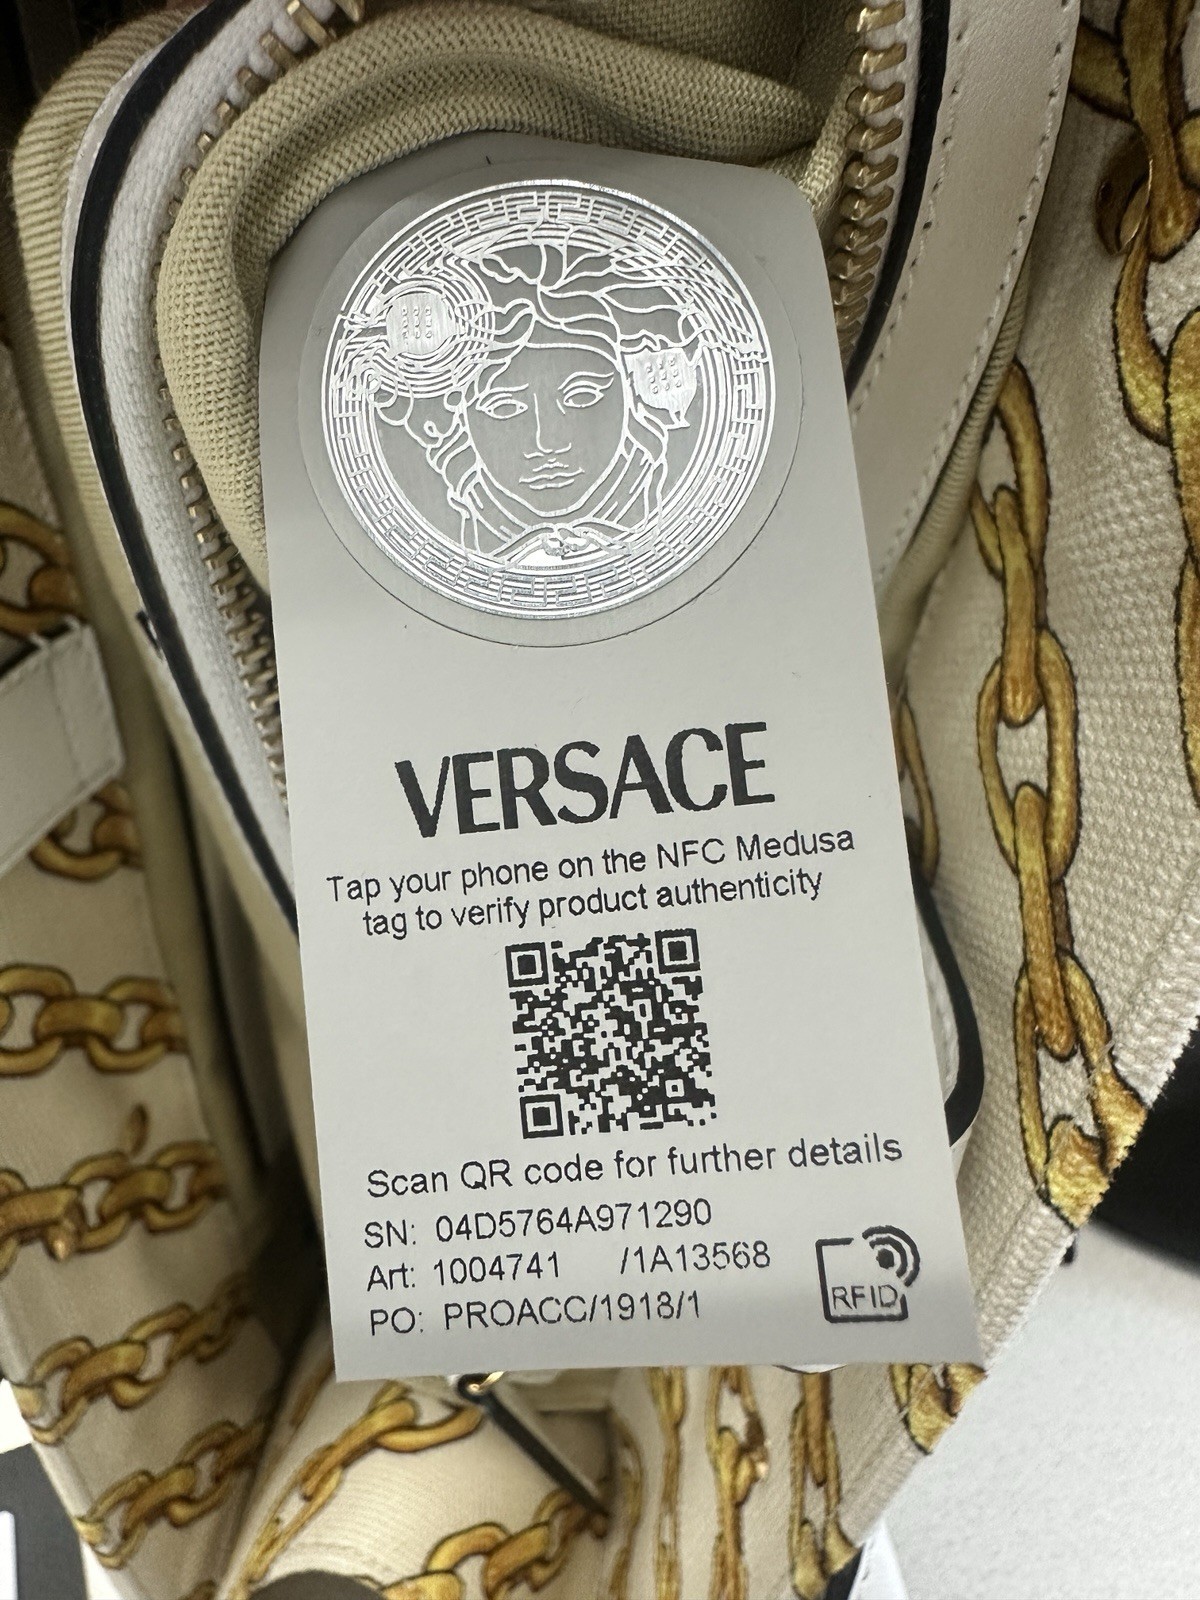 VERSACE
Tap your phone on the NFC Medusa
tag to verify product authenticity
Scan QR code for further details
SN: 04D5764A971290
Art: 1004741 /1A13568
PO: PROACC/1918/1
RFID